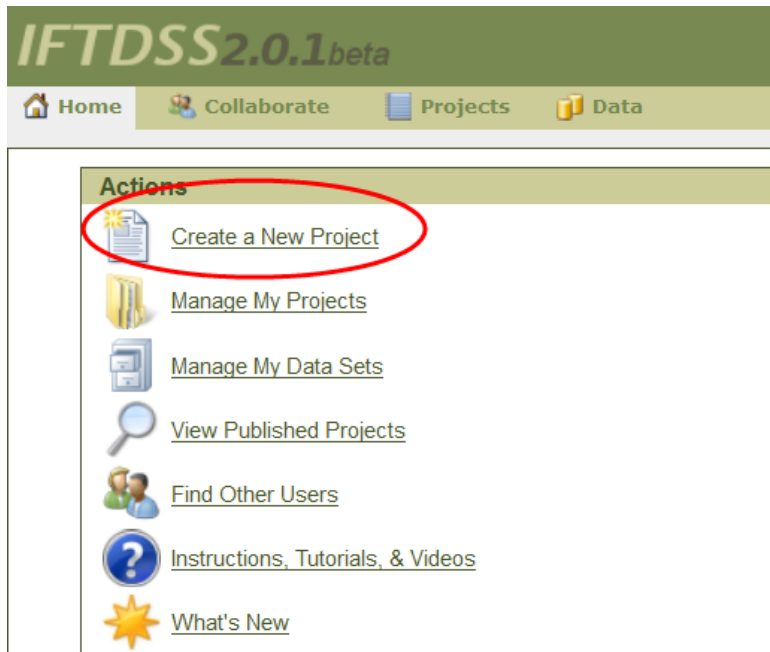 IFTDSS2.0.1beta
Home Collaborate Projects Data
Actions
Create a New Project
Manage My Projects
Manage My Data Sets
View Published Projects
Find Other Users
Instructions, Tutorials, & Videos
What's New